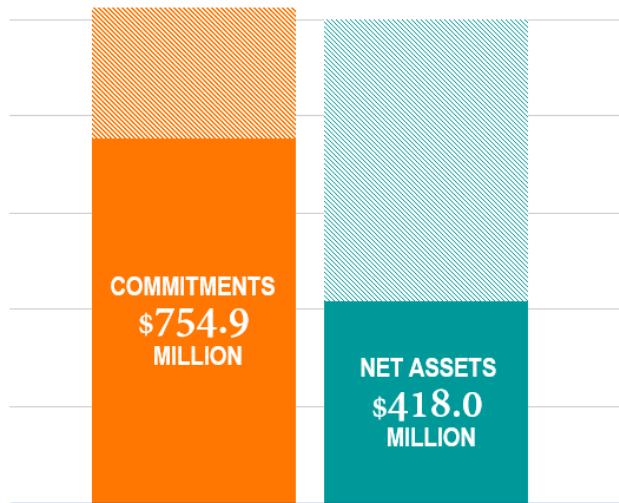 COMMITMENTS
$754.9
MILLION
NET ASSETS
$418.0
MILLION